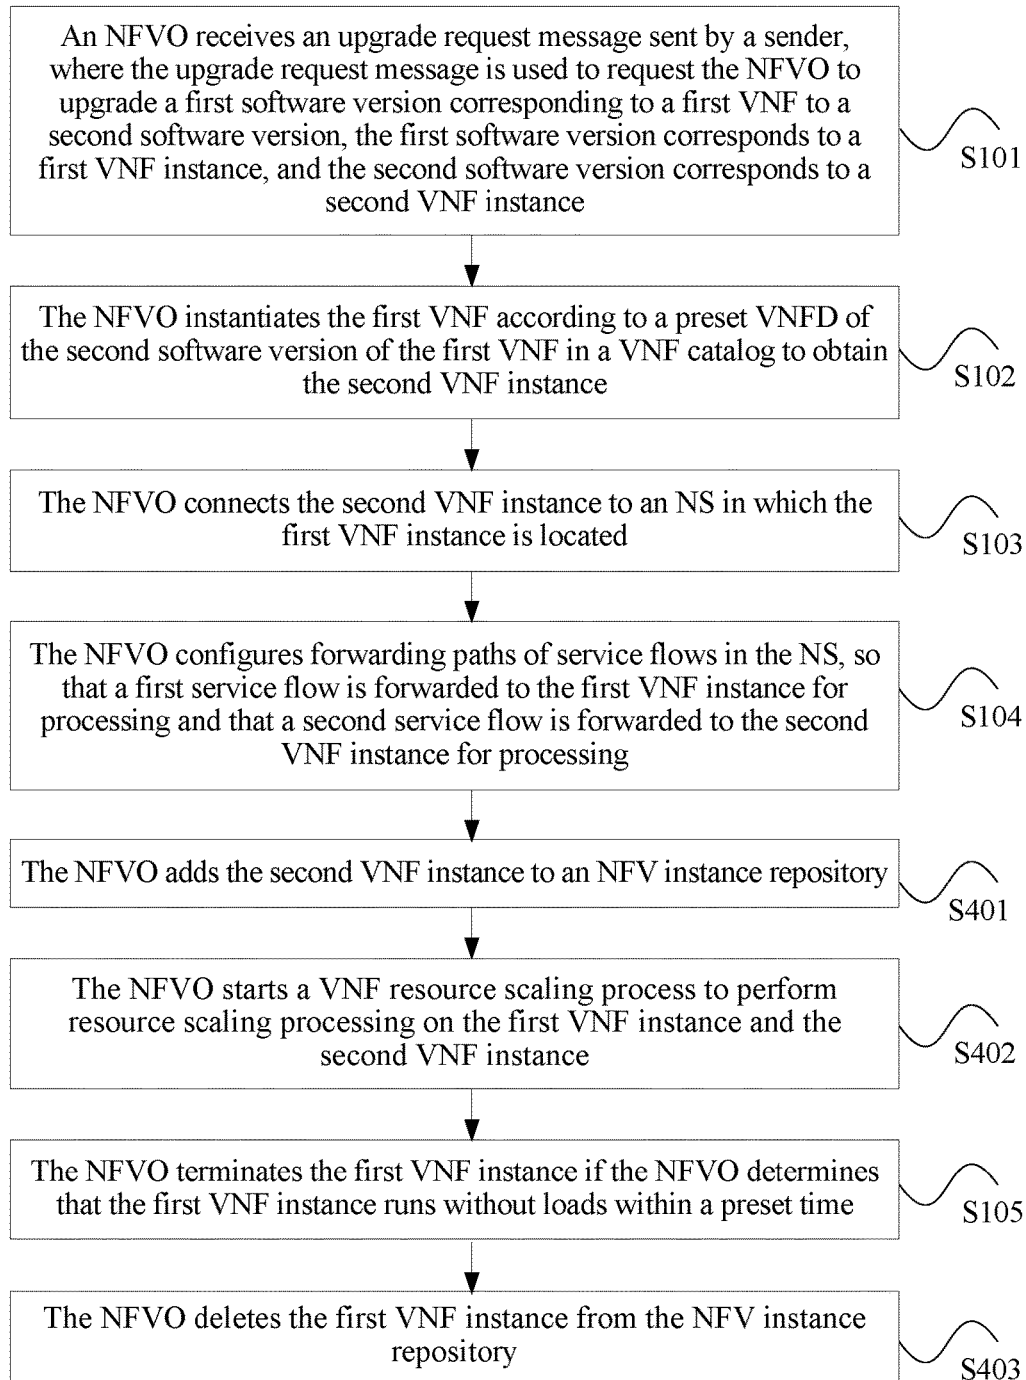 An NFVO receives an upgrade request message sent by a sender,
where the upgrade request message is used to request the NFVO to
upgrade a first software version corresponding to a first VNF to a
second software version, the first software version corresponds to a
first VNF instance, and the second software version corresponds to a
second VNF instance
S101
The NFVO instantiates the first VNF according to a preset VNFD of
the second software version of the first VNF in a VNF catalog to obtain
the second VNF instance
S102
The NFVO connects the second VNF instance to an NS in which the
first VNF instance is located
S103
The NFVO configures forwarding paths of service flows in the NS, so
that a first service flow is forwarded to the first VNF instance for
processing and that a second service flow is forwarded to the second
VNF instance for processing
S104
The NFVO adds the second VNF instance to an NFV instance repository
S401
The NFVO starts a VNF resource scaling process to perform
resource scaling processing on the first VNF instance and the
second VNF instance
S402
The NFVO terminates the first VNF instance if the NFVO determines
that the first VNF instance runs without loads within a preset time
S105
The NFVO deletes the first VNF instance from the NFV instance
repository
S403